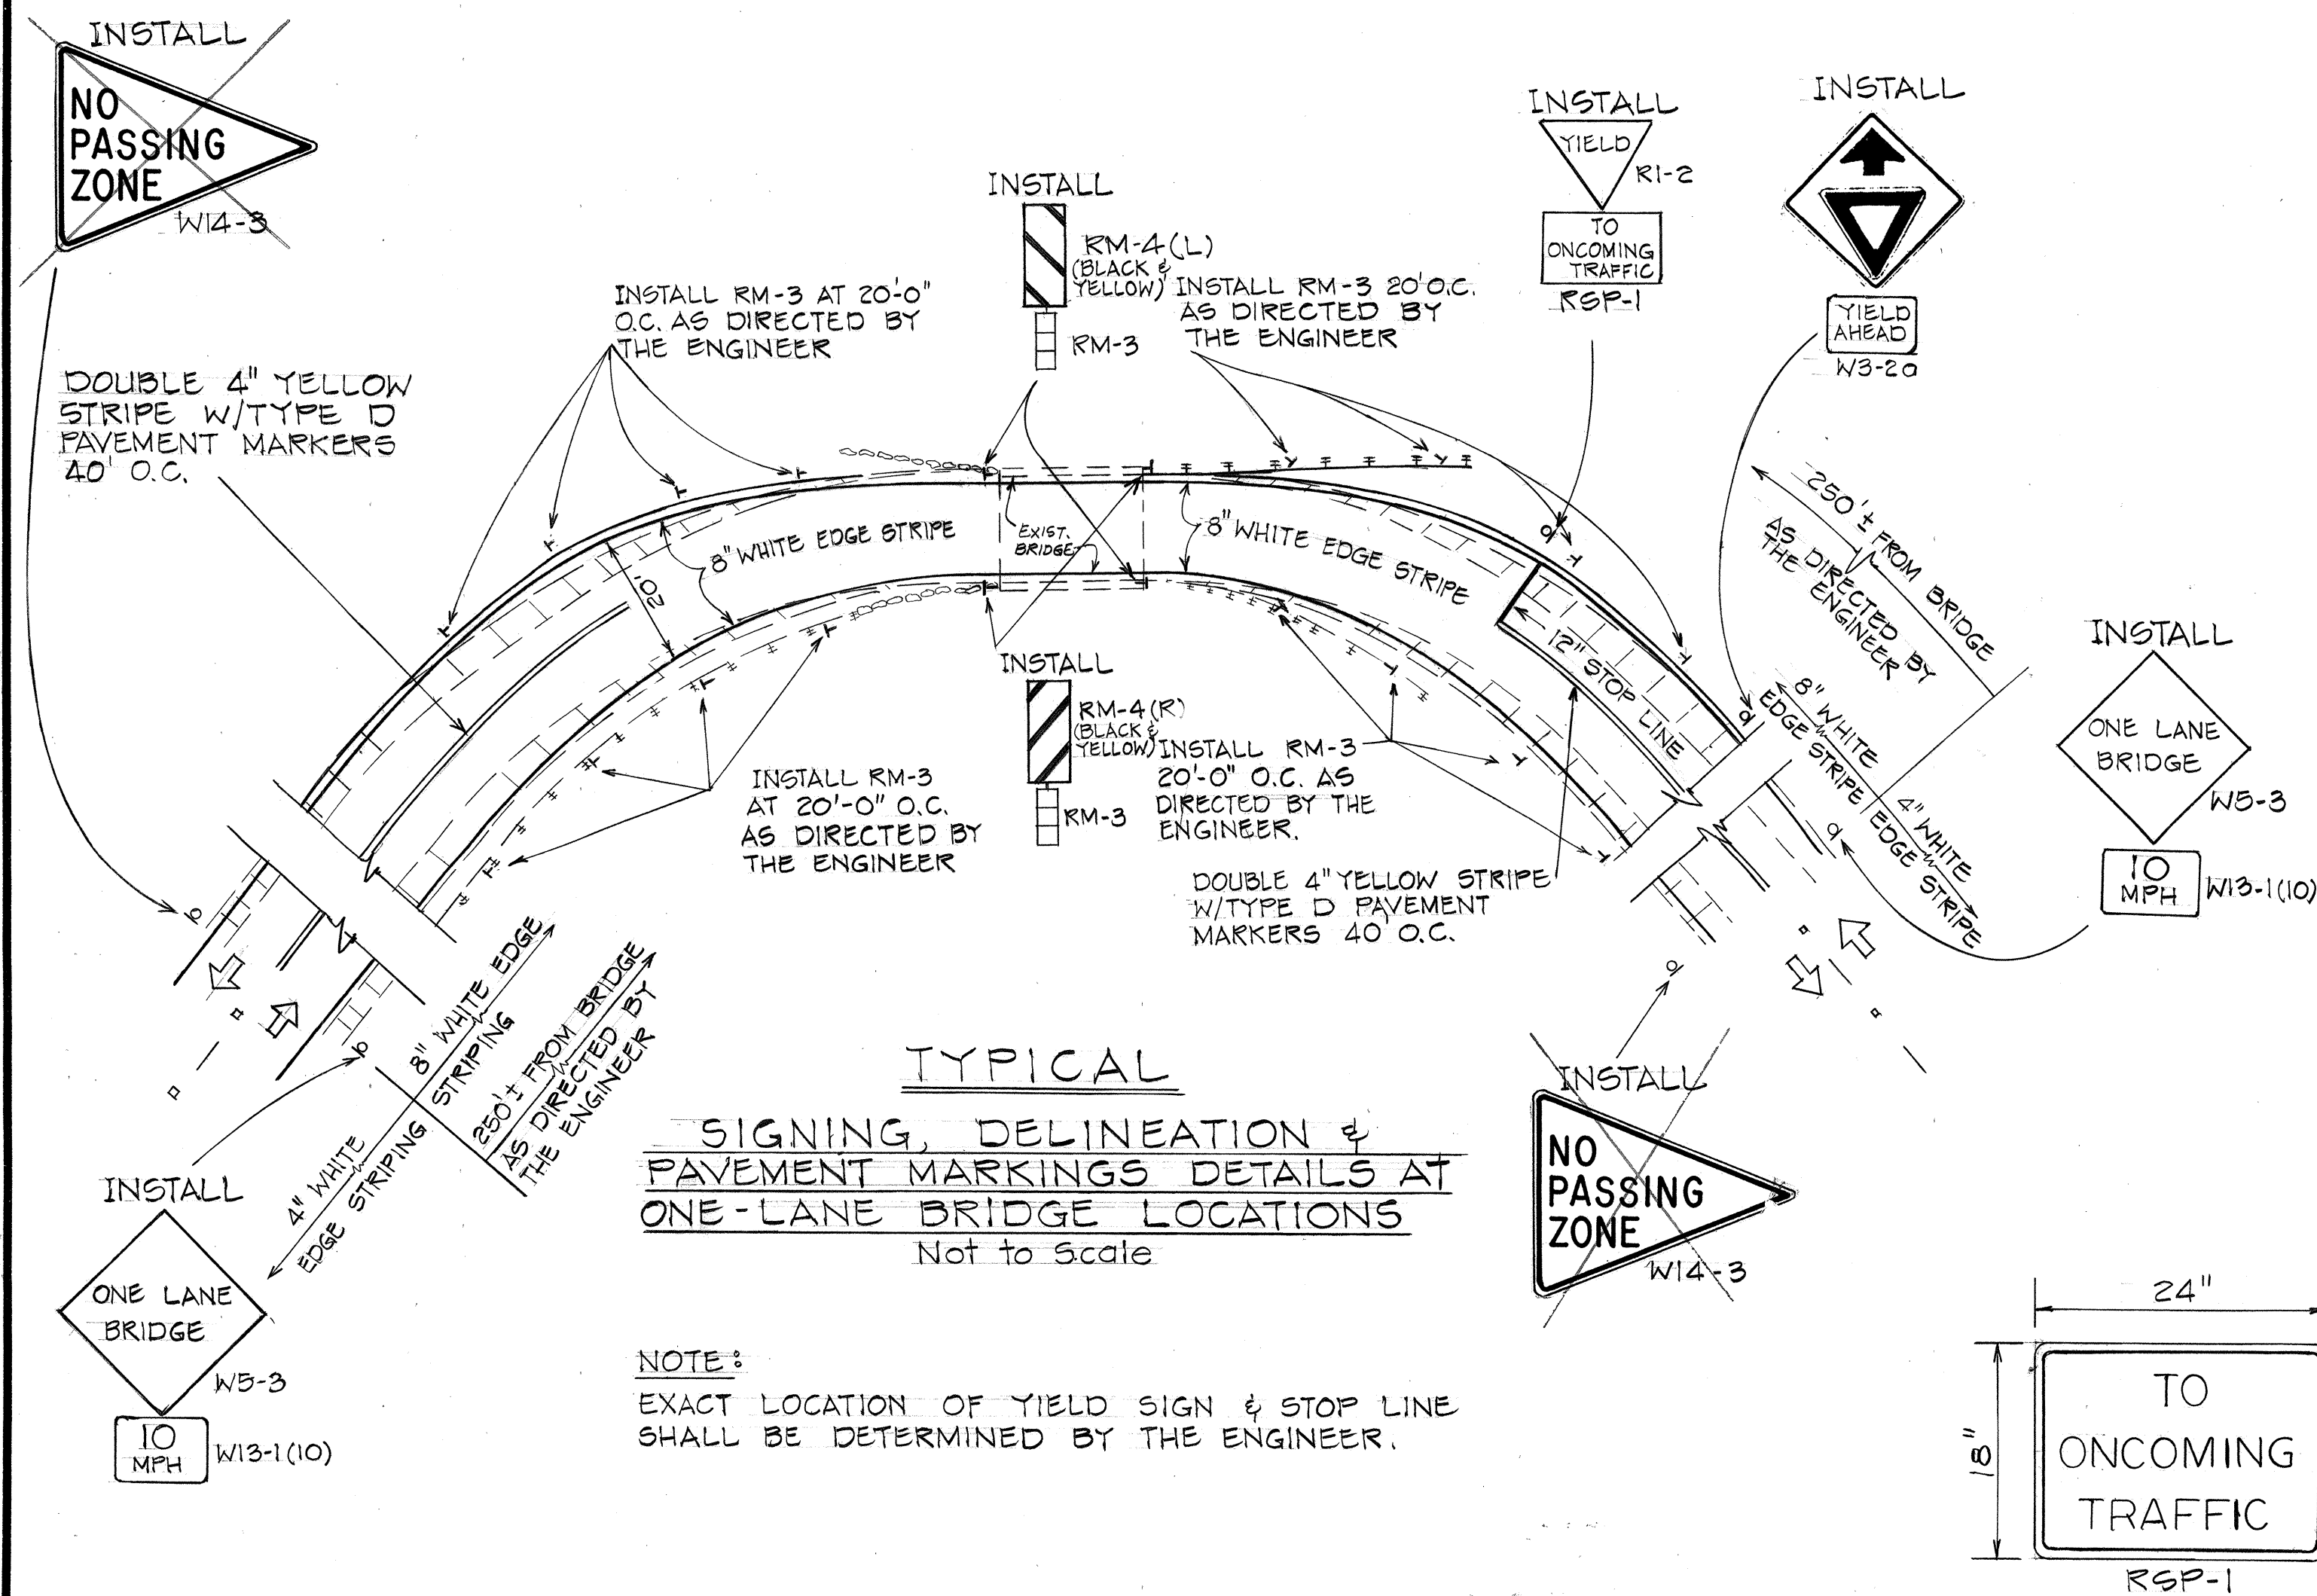 INSTALL
NO
PASSING
ZONE
W14-3
INSTALL
RM-4(L)
(BLACK &
YELLOW)
RM-3
INSTALL
YIELD
R1-2
TO
ONCOMING
TRAFFIC
RSP-1
INSTALL
YIELD
AHEAD
W3-2a
INSTALL RM-3 AT 20'-0"
O.C. AS DIRECTED BY
THE ENGINEER
INSTALL RM-3 20' O.C.
AS DIRECTED BY
THE ENGINEER
DOUBLE 4" YELLOW
STRIPE W/TYPE D
PAVEMENT MARKERS
40' O.C.
8" WHITE EDGE STRIPE
20'
EXIST.
BRIDGE
8" WHITE EDGE STRIPE
12" STOP LINE
250'± FROM BRIDGE
AS DIRECTED BY
THE ENGINEER
8" WHITE
EDGE STRIPE
4" WHITE
EDGE STRIPE
INSTALL
ONE LANE
BRIDGE
W5-3
10
MPH
W13-1(10)
INSTALL
RM-4(R)
(BLACK &
YELLOW)
RM-3
INSTALL RM-3
AT 20'-0" O.C.
AS DIRECTED BY
THE ENGINEER
INSTALL RM-3
20'-0" O.C. AS
DIRECTED BY THE
ENGINEER.
DOUBLE 4" YELLOW STRIPE
W/TYPE D PAVEMENT
MARKERS 40' O.C.
8" WHITE EDGE
STRIPING
250'± FROM BRIDGE
AS DIRECTED BY
THE ENGINEER
4" WHITE
EDGE STRIPING
INSTALL
ONE LANE
BRIDGE
W5-3
10
MPH
W13-1(10)
TYPICAL
SIGNING, DELINEATION &
PAVEMENT MARKINGS DETAILS AT
ONE-LANE BRIDGE LOCATIONS
Not to Scale
INSTALL
NO
PASSING
ZONE
W14-3
NOTE:
EXACT LOCATION OF YIELD SIGN & STOP LINE
SHALL BE DETERMINED BY THE ENGINEER.
24"
18"
TO
ONCOMING
TRAFFIC
RSP-1